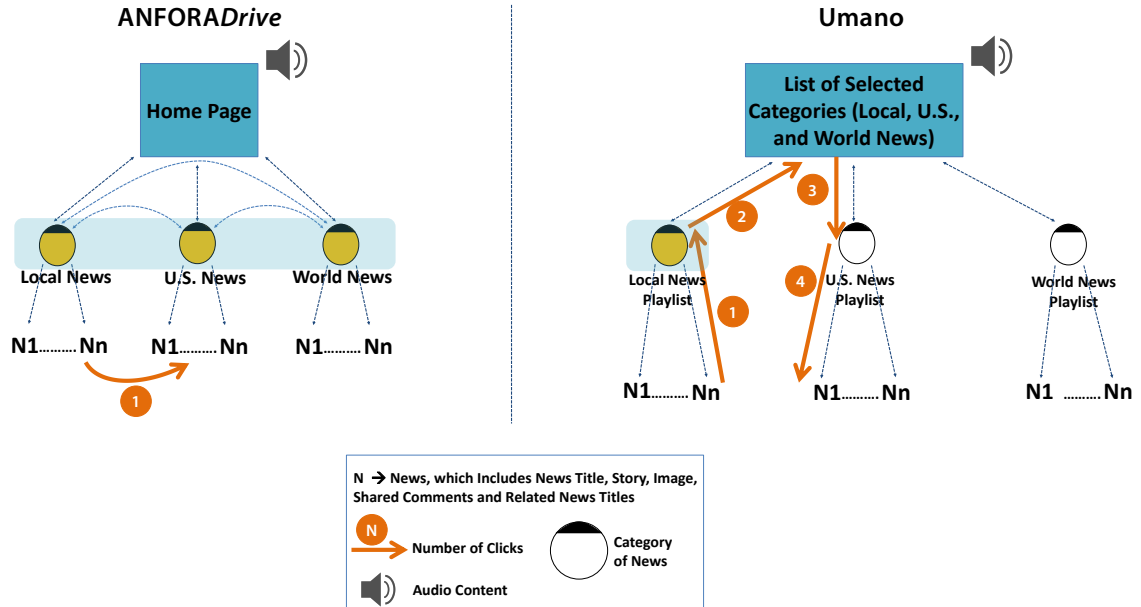 ANFORADrive
Home Page
Local News
U.S. News
World News
N1.......... Nn
N1.......... Nn
N1.......... Nn
1
Umano
List of Selected
Categories (Local, U.S.,
and World News)
2
3
Local News
Playlist
U.S. News
Playlist
World News
Playlist
1
4
N1.......... Nn
N1.......... Nn
N1 .......... Nn
N → News, which Includes News Title, Story, Image,
Shared Comments and Related News Titles
N
Number of Clicks
Category
of News
Audio Content